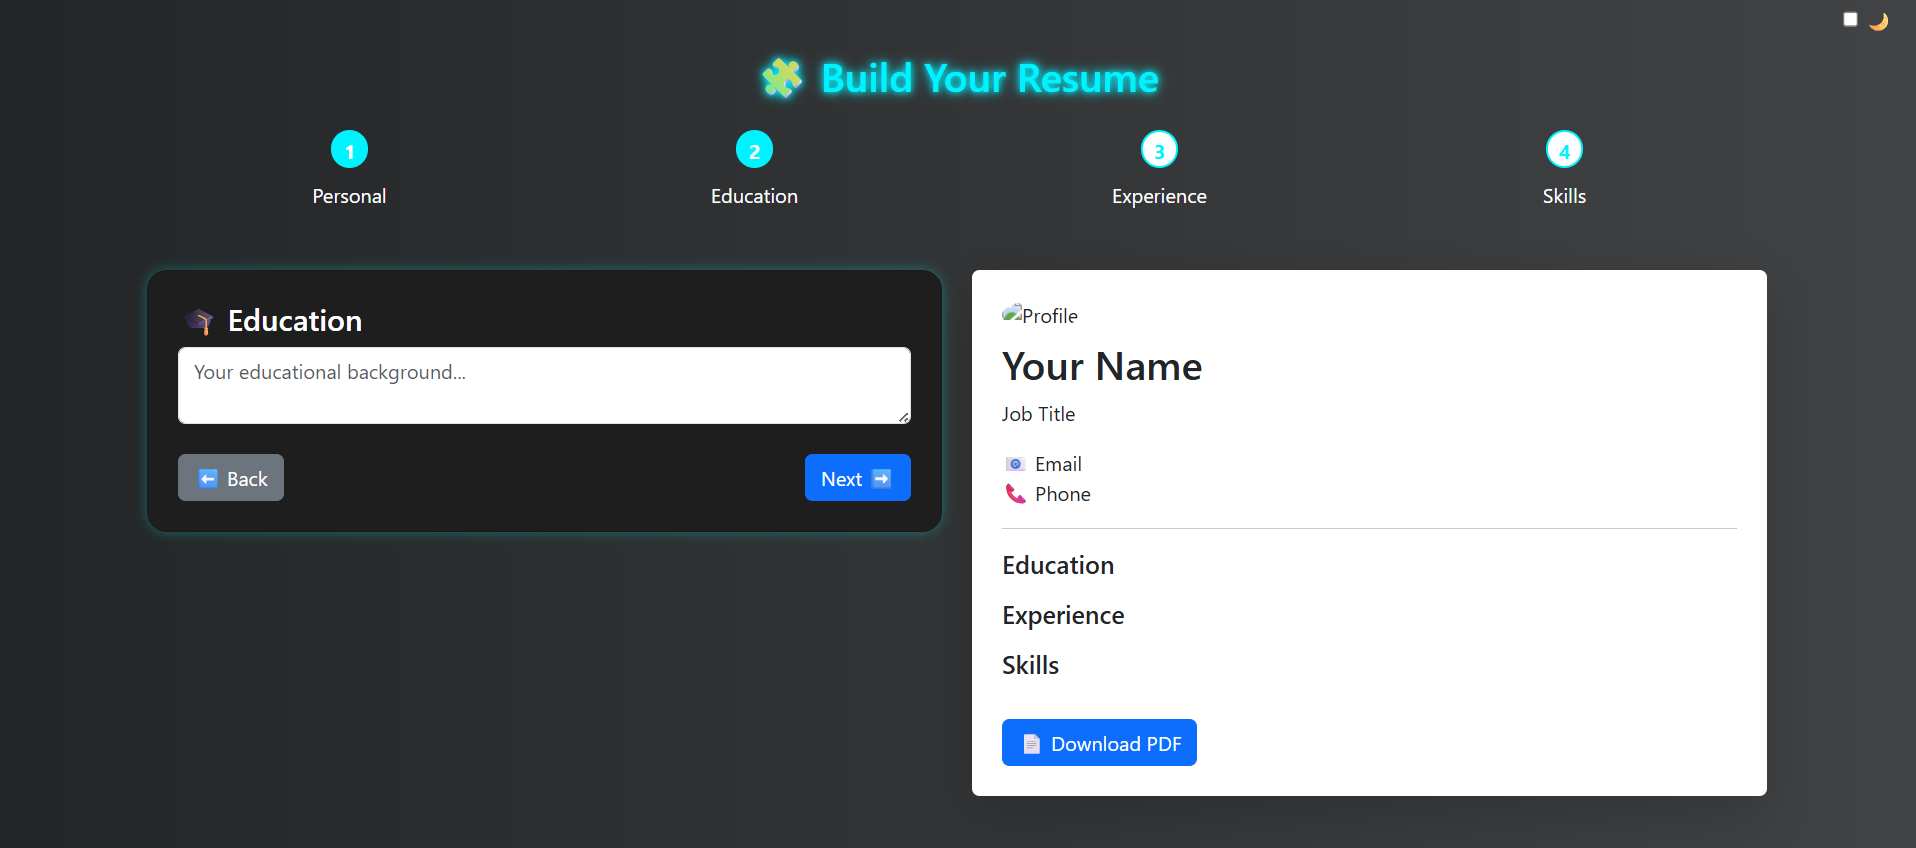 🌙
🧩 Build Your Resume
1 2 3 4
Personal Education Experience Skills
🎓 Education
Your educational background...
⬅️ Back Next ➡️
Profile
Your Name
Job Title
📧 Email
📞 Phone
Education
Experience
Skills
📄 Download PDF